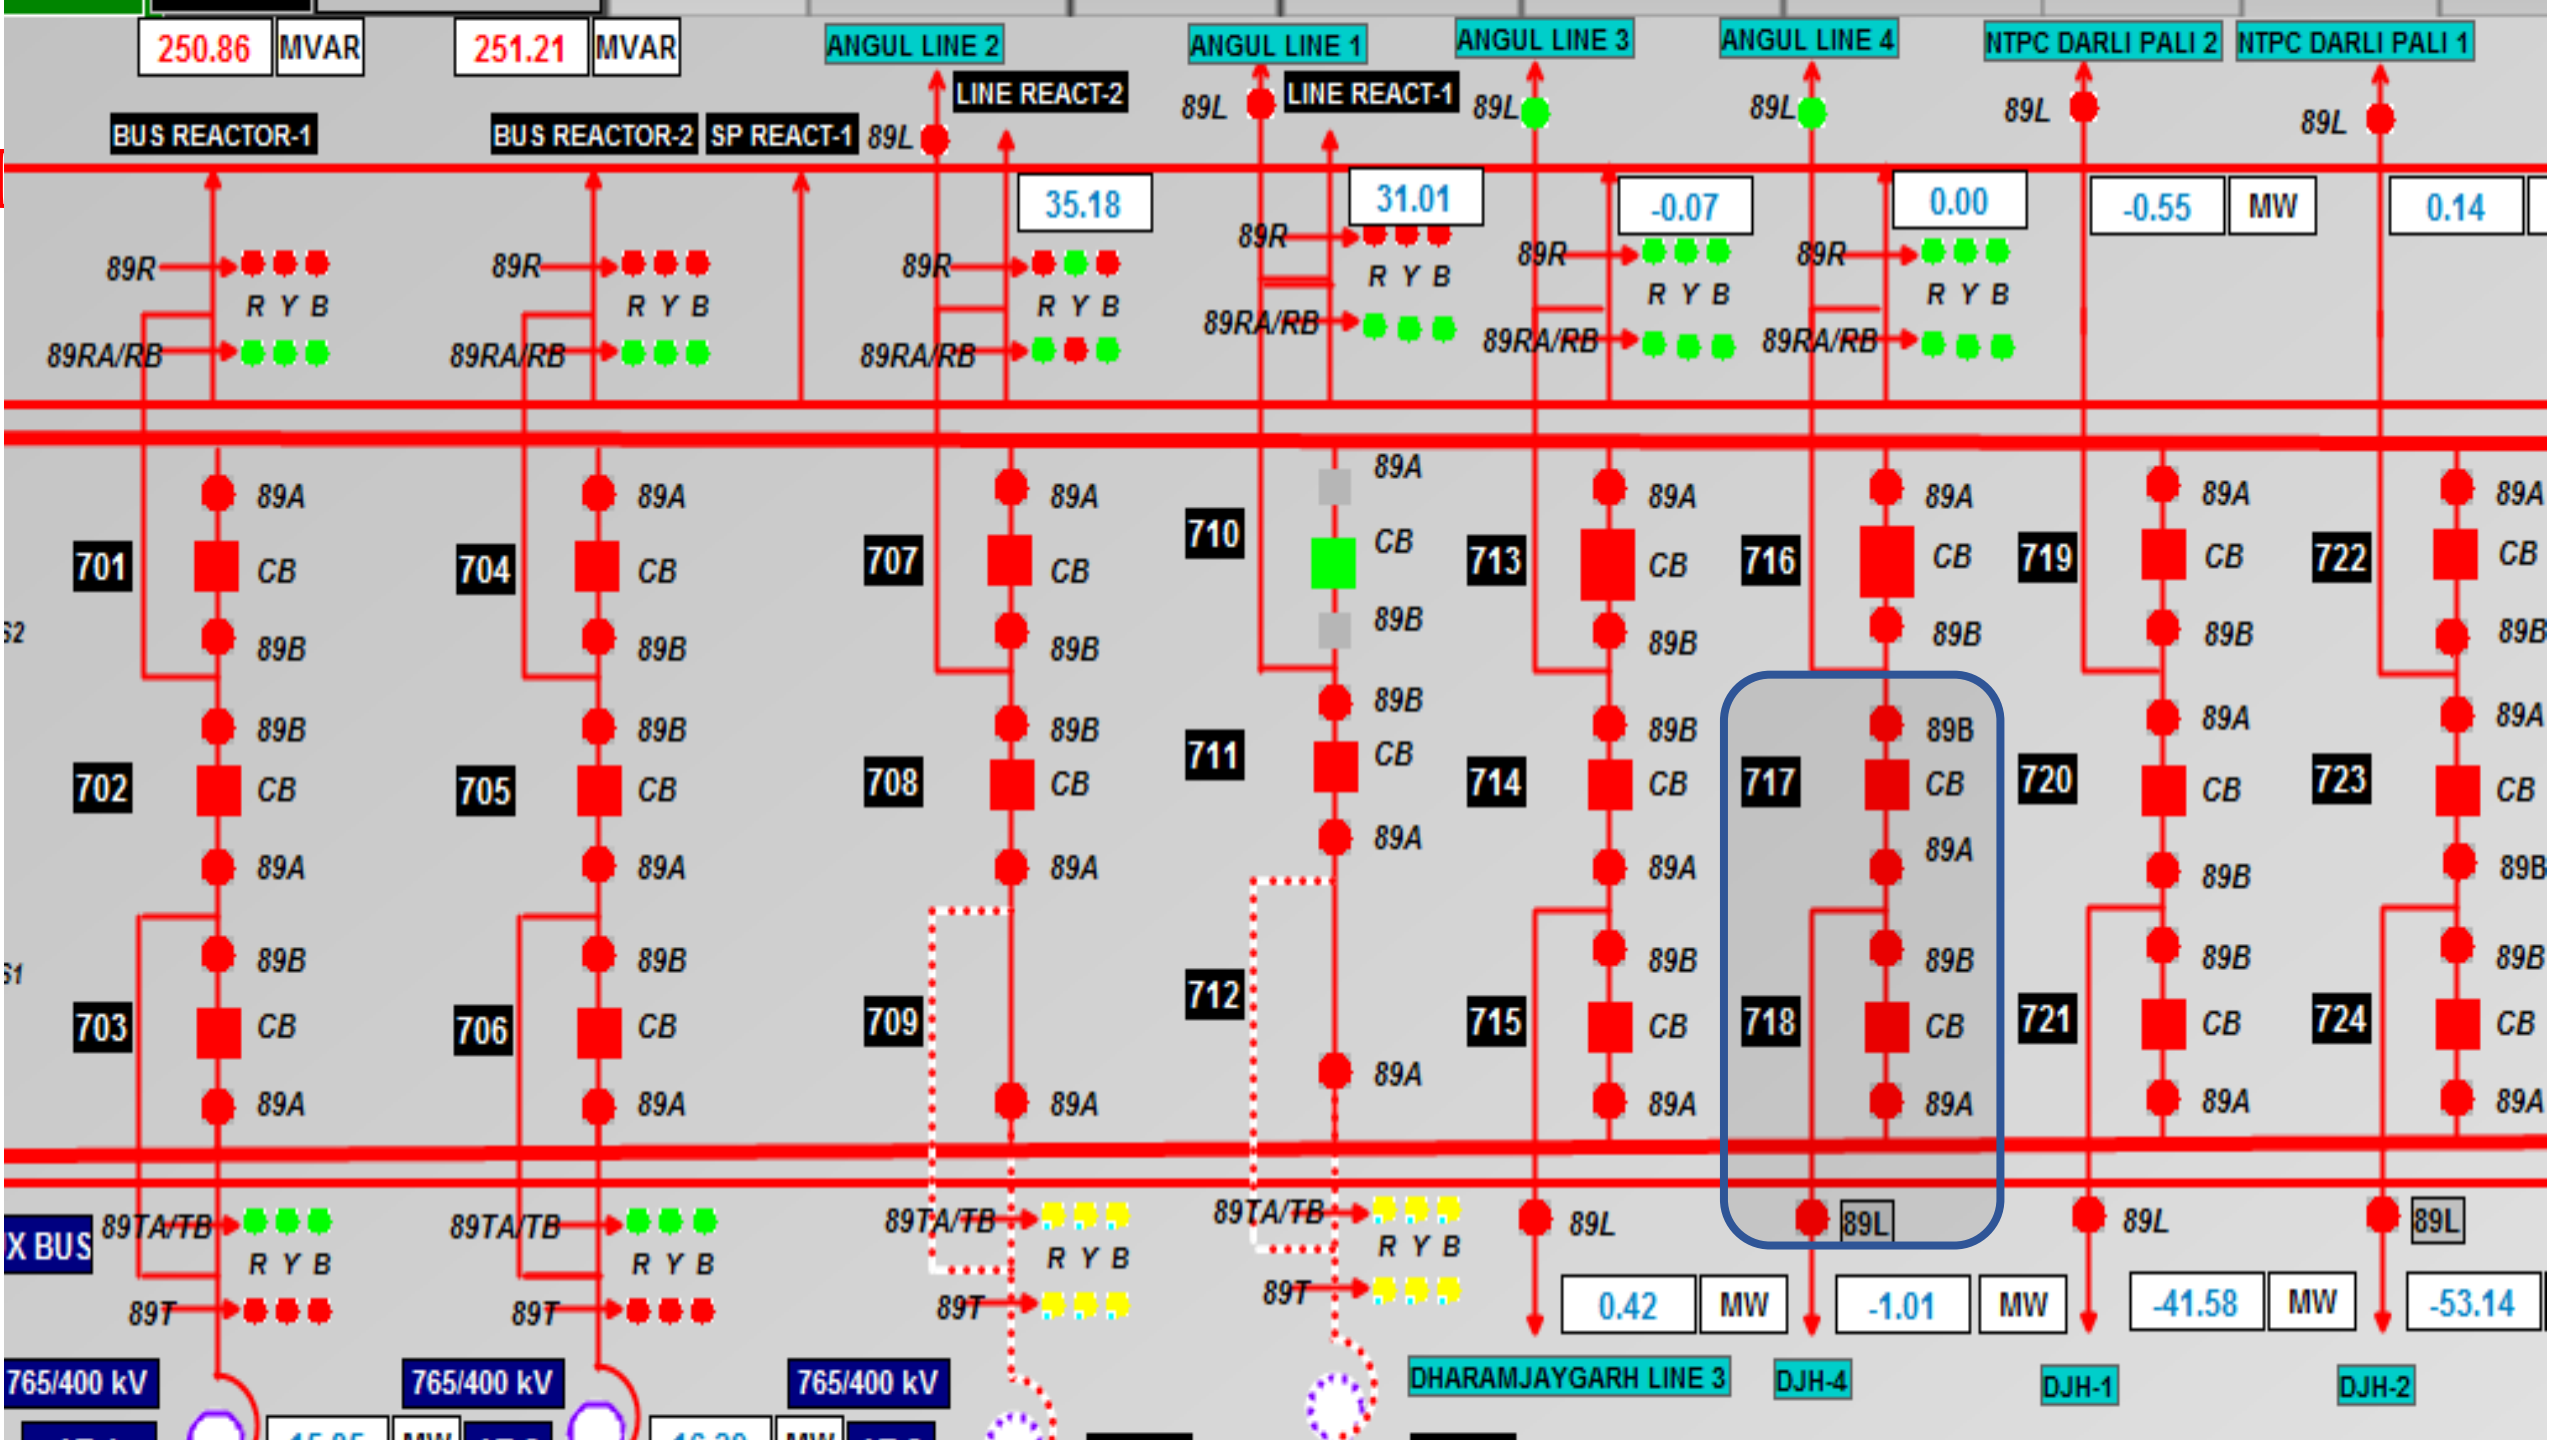 250.86 MVAR 251.21 MVAR ANGUL LINE 2 ANGUL LINE 1 ANGUL LINE 3 ANGUL LINE 4 NTPC DARLI PALI 2 NTPC DARLI PALI 1
LINE REACT-2 89L LINE REACT-1 89L 89L 89L 89L
BUS REACTOR-1 BUS REACTOR-2 SP REACT-1 89L
35.18 31.01 -0.07 0.00 -0.55 MW 0.14
89R 89R 89R 89R 89R 89R
R Y B R Y B R Y B R Y B R Y B R Y B
89RA/RB 89RA/RB 89RA/RB 89RA/RB 89RA/RB 89RA/RB
89A 89A 89A 89A 89A 89A 89A 89A
701 CB 704 CB 707 CB 710 CB 713 CB 716 CB 719 CB 722 CB
S2 89B 89B 89B 89B 89B 89B 89B 89B
89B 89B 89B 89B 89B 89B 89A 89A
702 CB 705 CB 708 CB 711 CB 714 CB 717 CB 720 CB 723 CB
89A 89A 89A 89A 89A 89A 89B 89B
S1 89B 89B 89B 89B 89B 89B
703 CB 706 CB 709 712 715 CB 718 CB 721 CB 724 CB
89A 89A 89A 89A 89A 89A 89A 89A
X BUS 89TA/TB 89TA/TB 89TA/TB 89TA/TB 89L 89L 89L 89L
R Y B R Y B R Y B R Y B
89T 89T 89T 89T 0.42 MW -1.01 MW -41.58 MW -53.14
765/400 kV 765/400 kV 765/400 kV DHARAMJAYGARH LINE 3 DJH-4 DJH-1 DJH-2